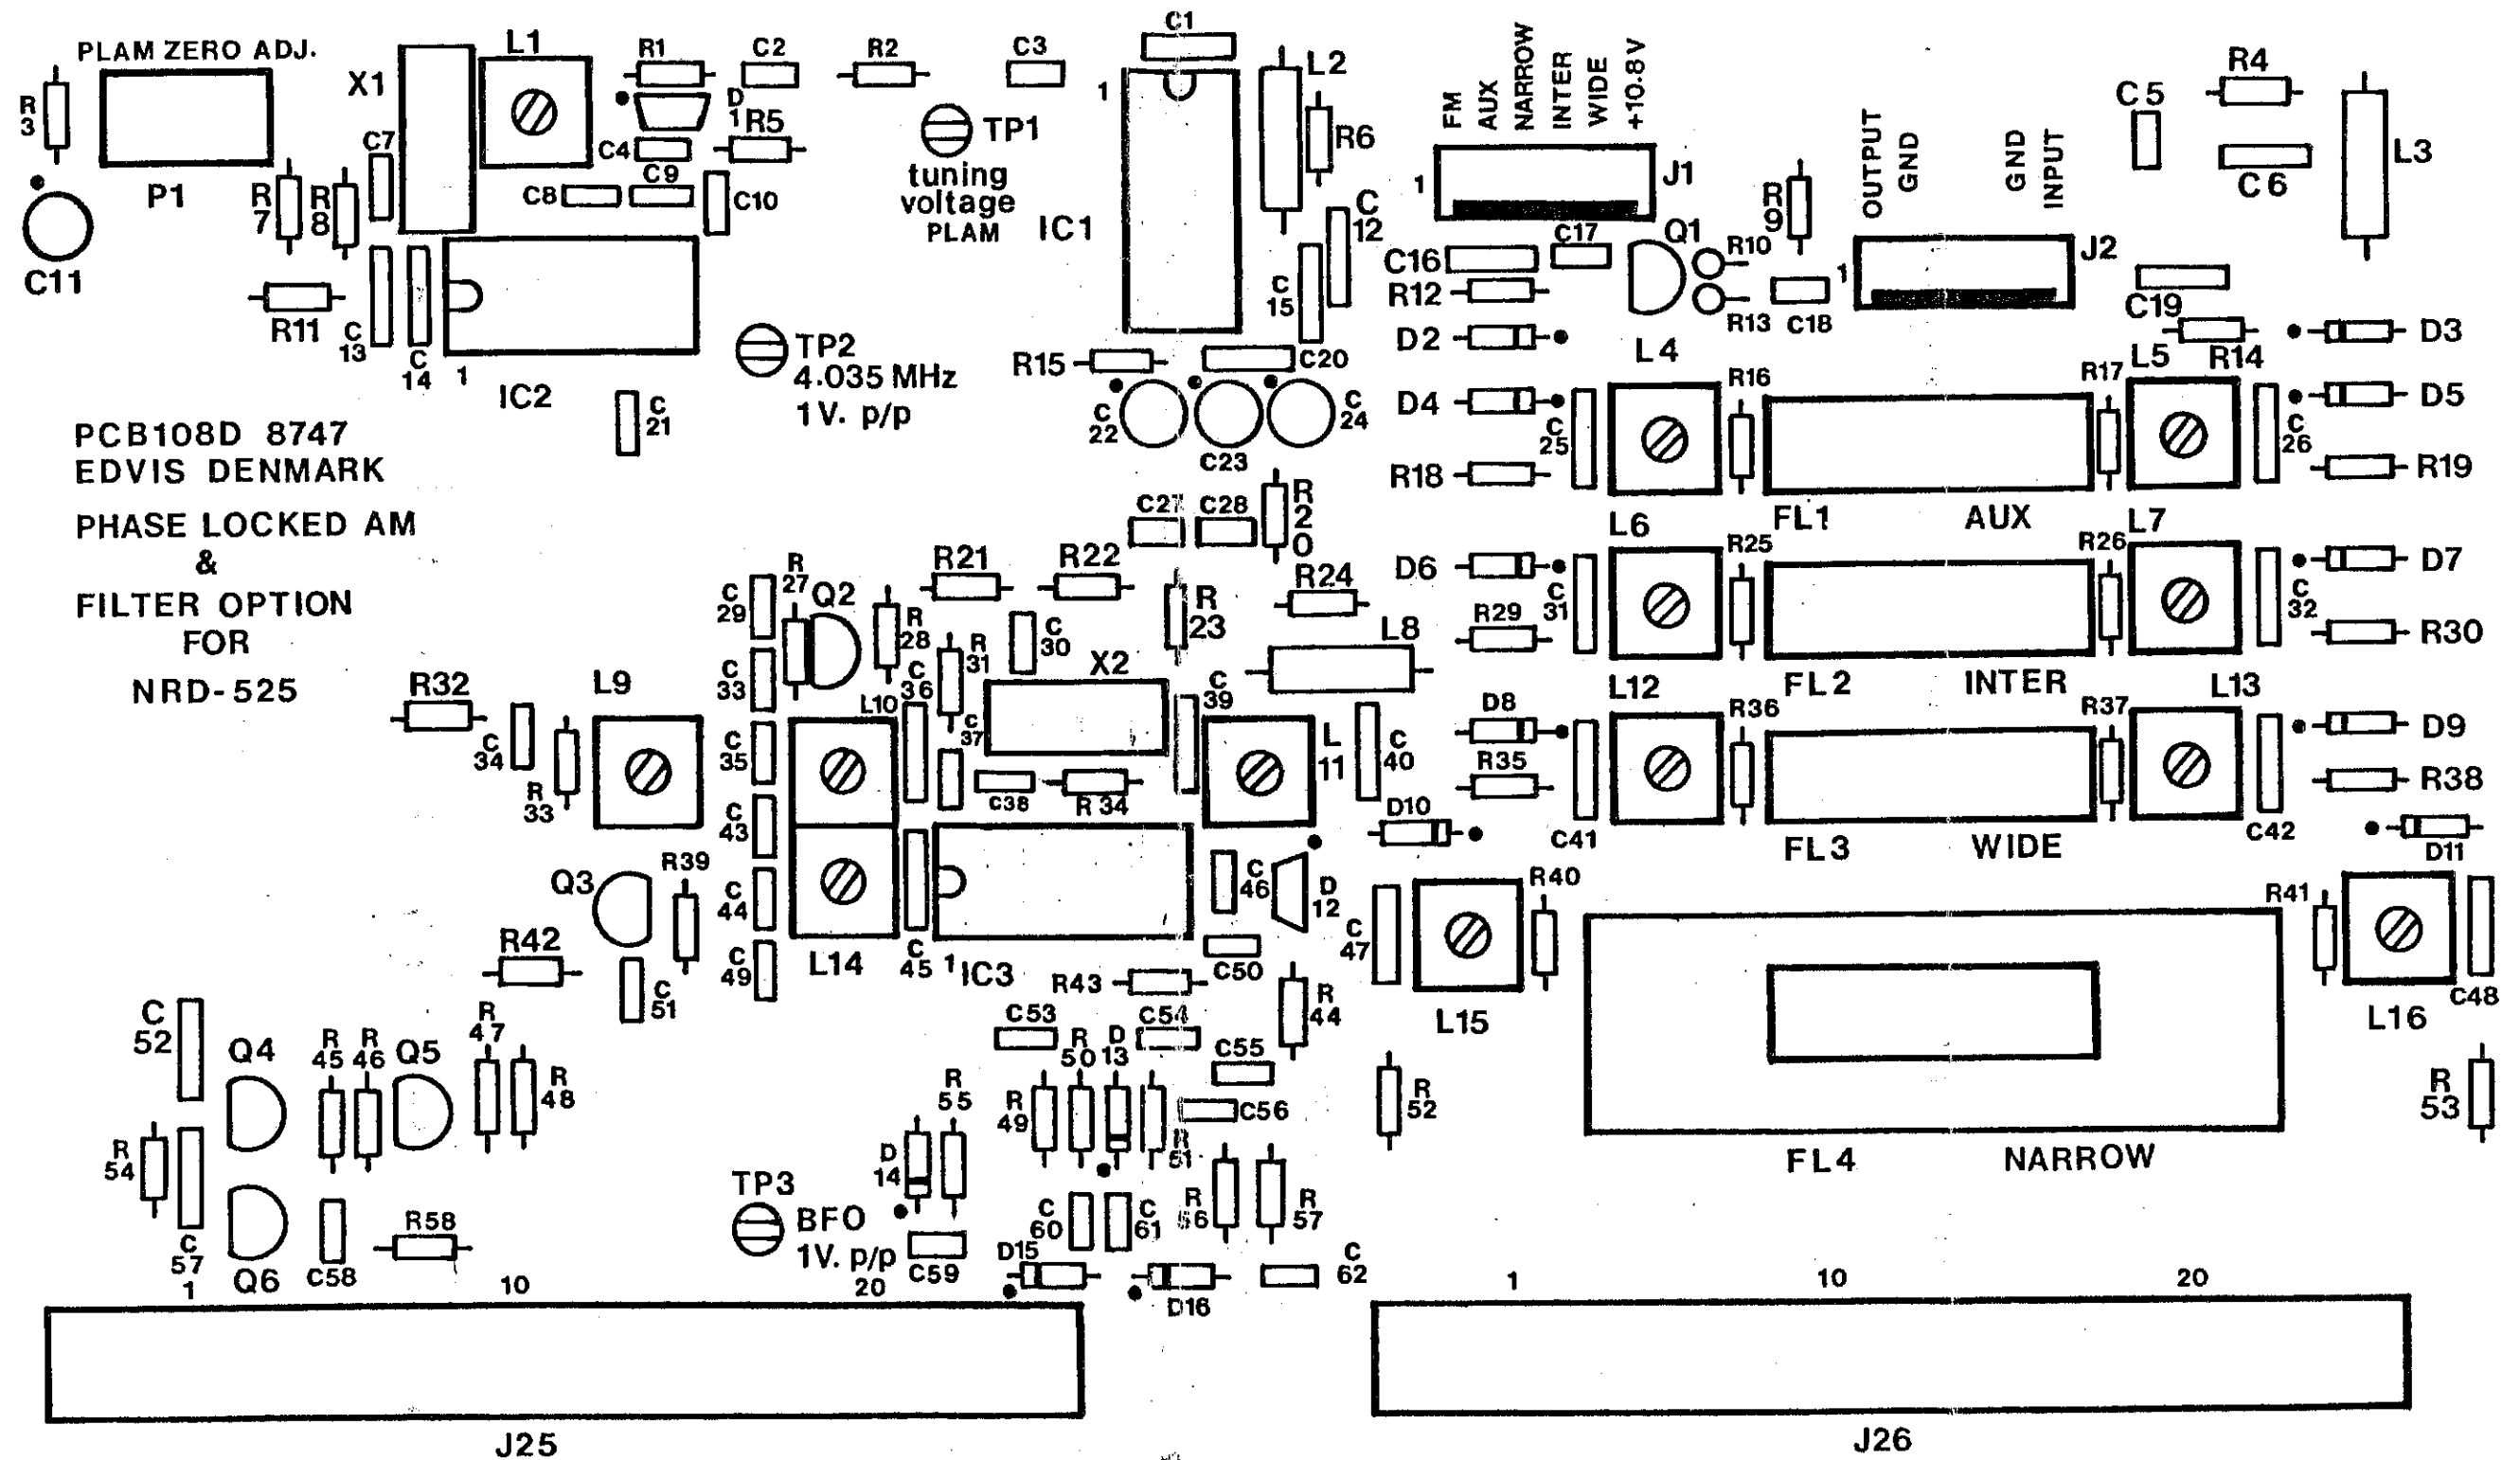 PLAM ZERO ADJ.
R3
P1
C11
X1
L1
R1
C2
R2
C3
C1
D1
R5
C4
C7
C8
C9
C10
R7
R8
R11
C13
C14
1
IC2
C21
TP1
tuning
voltage
PLAM
TP2
4.035 MHz
1V. p/p
1
IC1
L2
R6
C12
C15
R15
C20
C22
C23
C24
FM
AUX
NARROW
INTER
WIDE
+10.8 V
1
J1
C16
C17
Q1
R10
R12
R13
R9
C18
OUTPUT
GND
GND
INPUT
1
J2
C5
R4
C6
L3
C19
R14
D2
D3
L4
L5
D4
D5
C25
R16
R17
C26
R18
R19
FL1 AUX
PCB108D 8747
EDVIS DENMARK
PHASE LOCKED AM
&
FILTER OPTION
FOR
NRD-525
C27
C28
R20
R21
R22
R23
R24
L6
L7
R25
R26
D6
D7
C31
C32
R29
R30
FL2 INTER
C29
R27
Q2
R28
C30
R31
C33
C36
X2
C39
L8
R32
L9
C34
R33
C35
L10
C37
C38
R34
L11
C40
L12
L13
D8
R36
R37
D9
R35
R38
D10
C41
C42
D11
FL3 WIDE
C43
Q3
R39
C44
R42
C49
L14
C45
1
IC3
C46
D12
C50
C51
R43
R44
C47
R40
L15
R41
L16
C48
FL4 NARROW
C52
Q4
R45
R46
Q5
R47
R48
R54
C57
Q6
C58
R58
C53
C54
R50
D13
C55
R49
R51
C56
R55
D14
R52
R53
TP3
BFO
1V. p/p
C59
C60
C61
R56
R57
D15
D16
C62
1 10 20
J25
1 10 20
J26